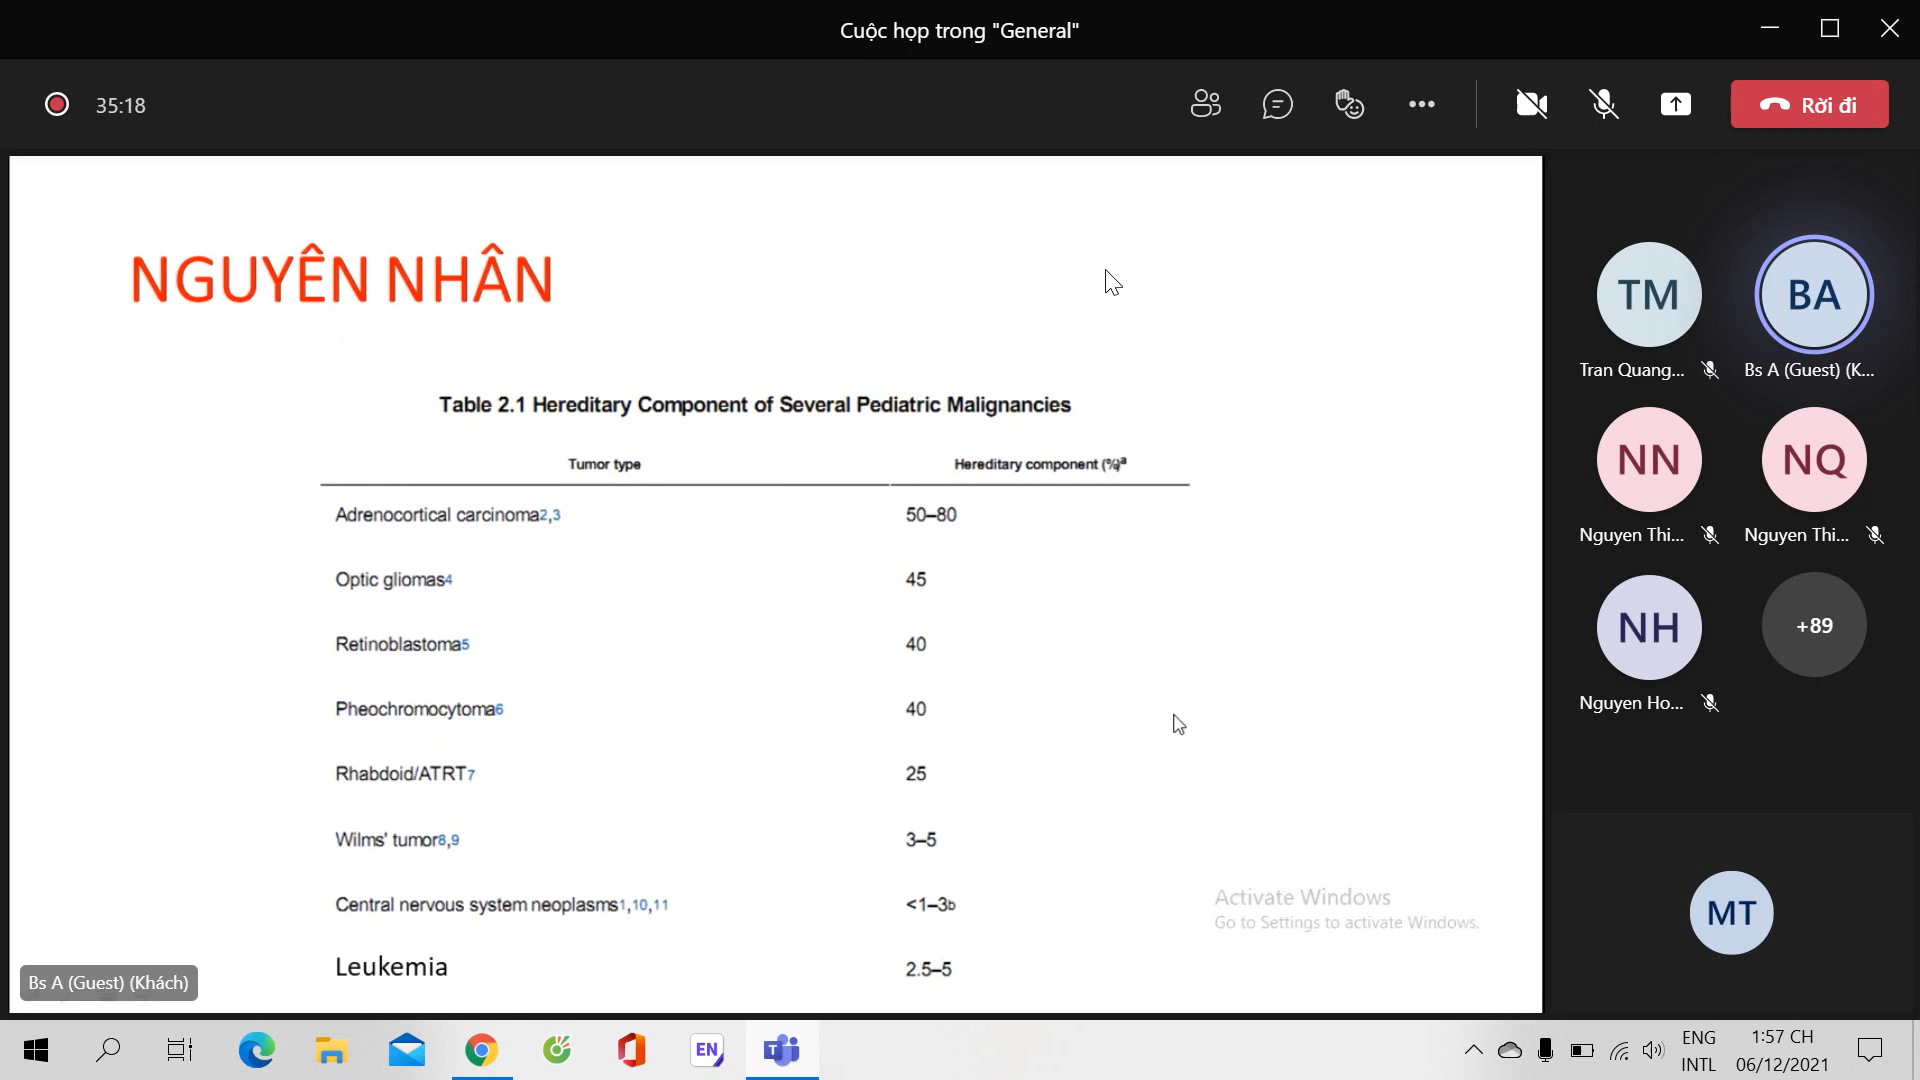 Cuộc họp trong "General"
35:18
Rời đi
NGUYÊN NHÂN
Table 2.1 Hereditary Component of Several Pediatric Malignancies
Tumor type Hereditary component (%)a
Adrenocortical carcinoma2,3 50–80
Optic gliomas4 45
Retinoblastoma5 40
Pheochromocytoma6 40
Rhabdoid/ATRT7 25
Wilms' tumor8,9 3–5
Central nervous system neoplasms1,10,11 <1–3b
Leukemia 2.5–5
Activate Windows
Go to Settings to activate Windows.
Bs A (Guest) (Khách)
TM BA
Tran Quang... Bs A (Guest) (K...
NN NQ
Nguyen Thi... Nguyen Thi...
NH +89
Nguyen Ho...
MT
EN
T
ENG
INTL
1:57 CH
06/12/2021